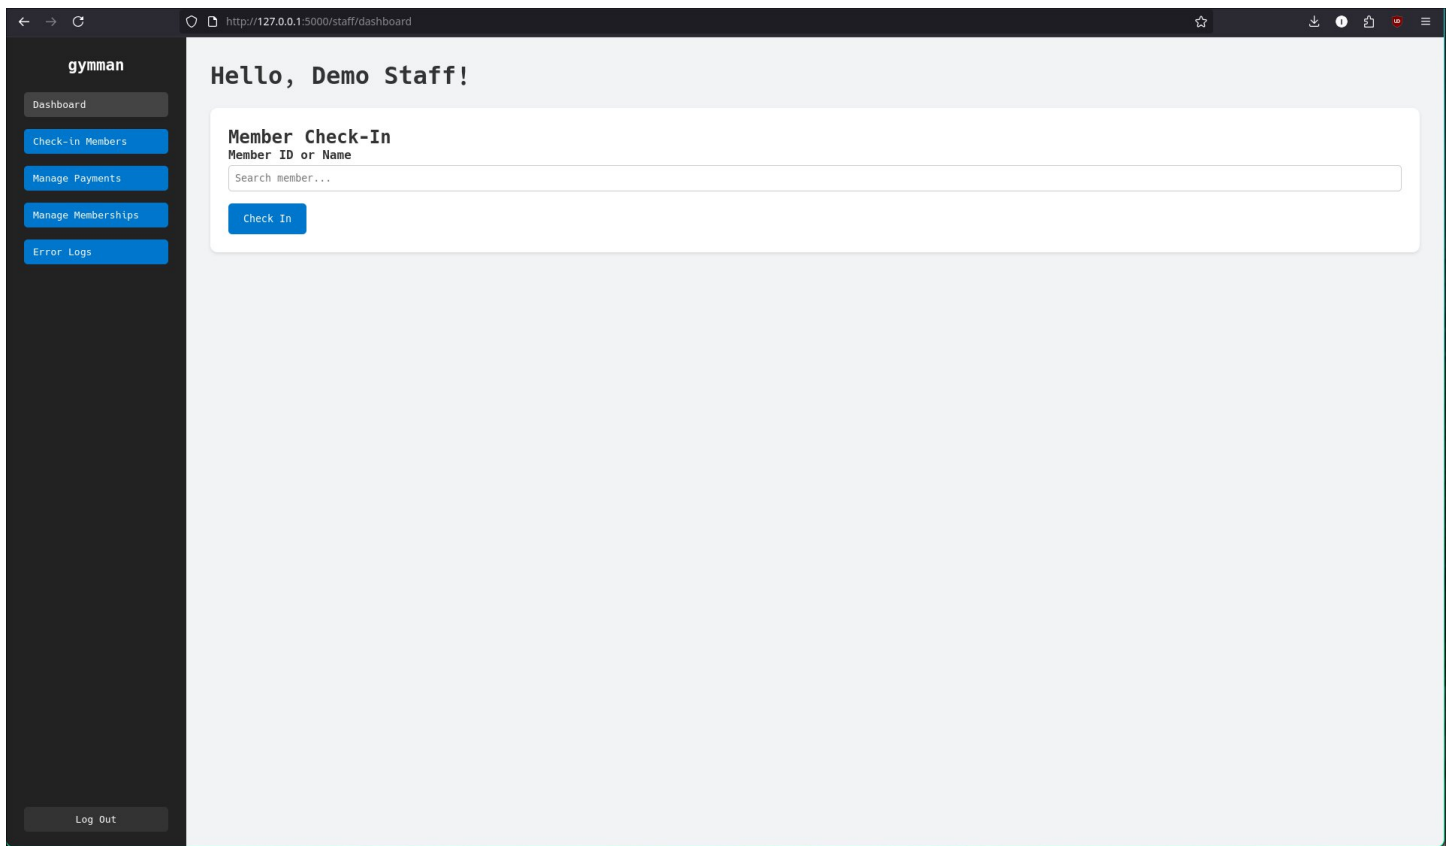 http://127.0.0.1:5000/staff/dashboard
gymman
Dashboard
Check-in Members
Manage Payments
Manage Memberships
Error Logs
Log Out
Hello, Demo Staff!
Member Check-In
Member ID or Name
Search member...
Check In